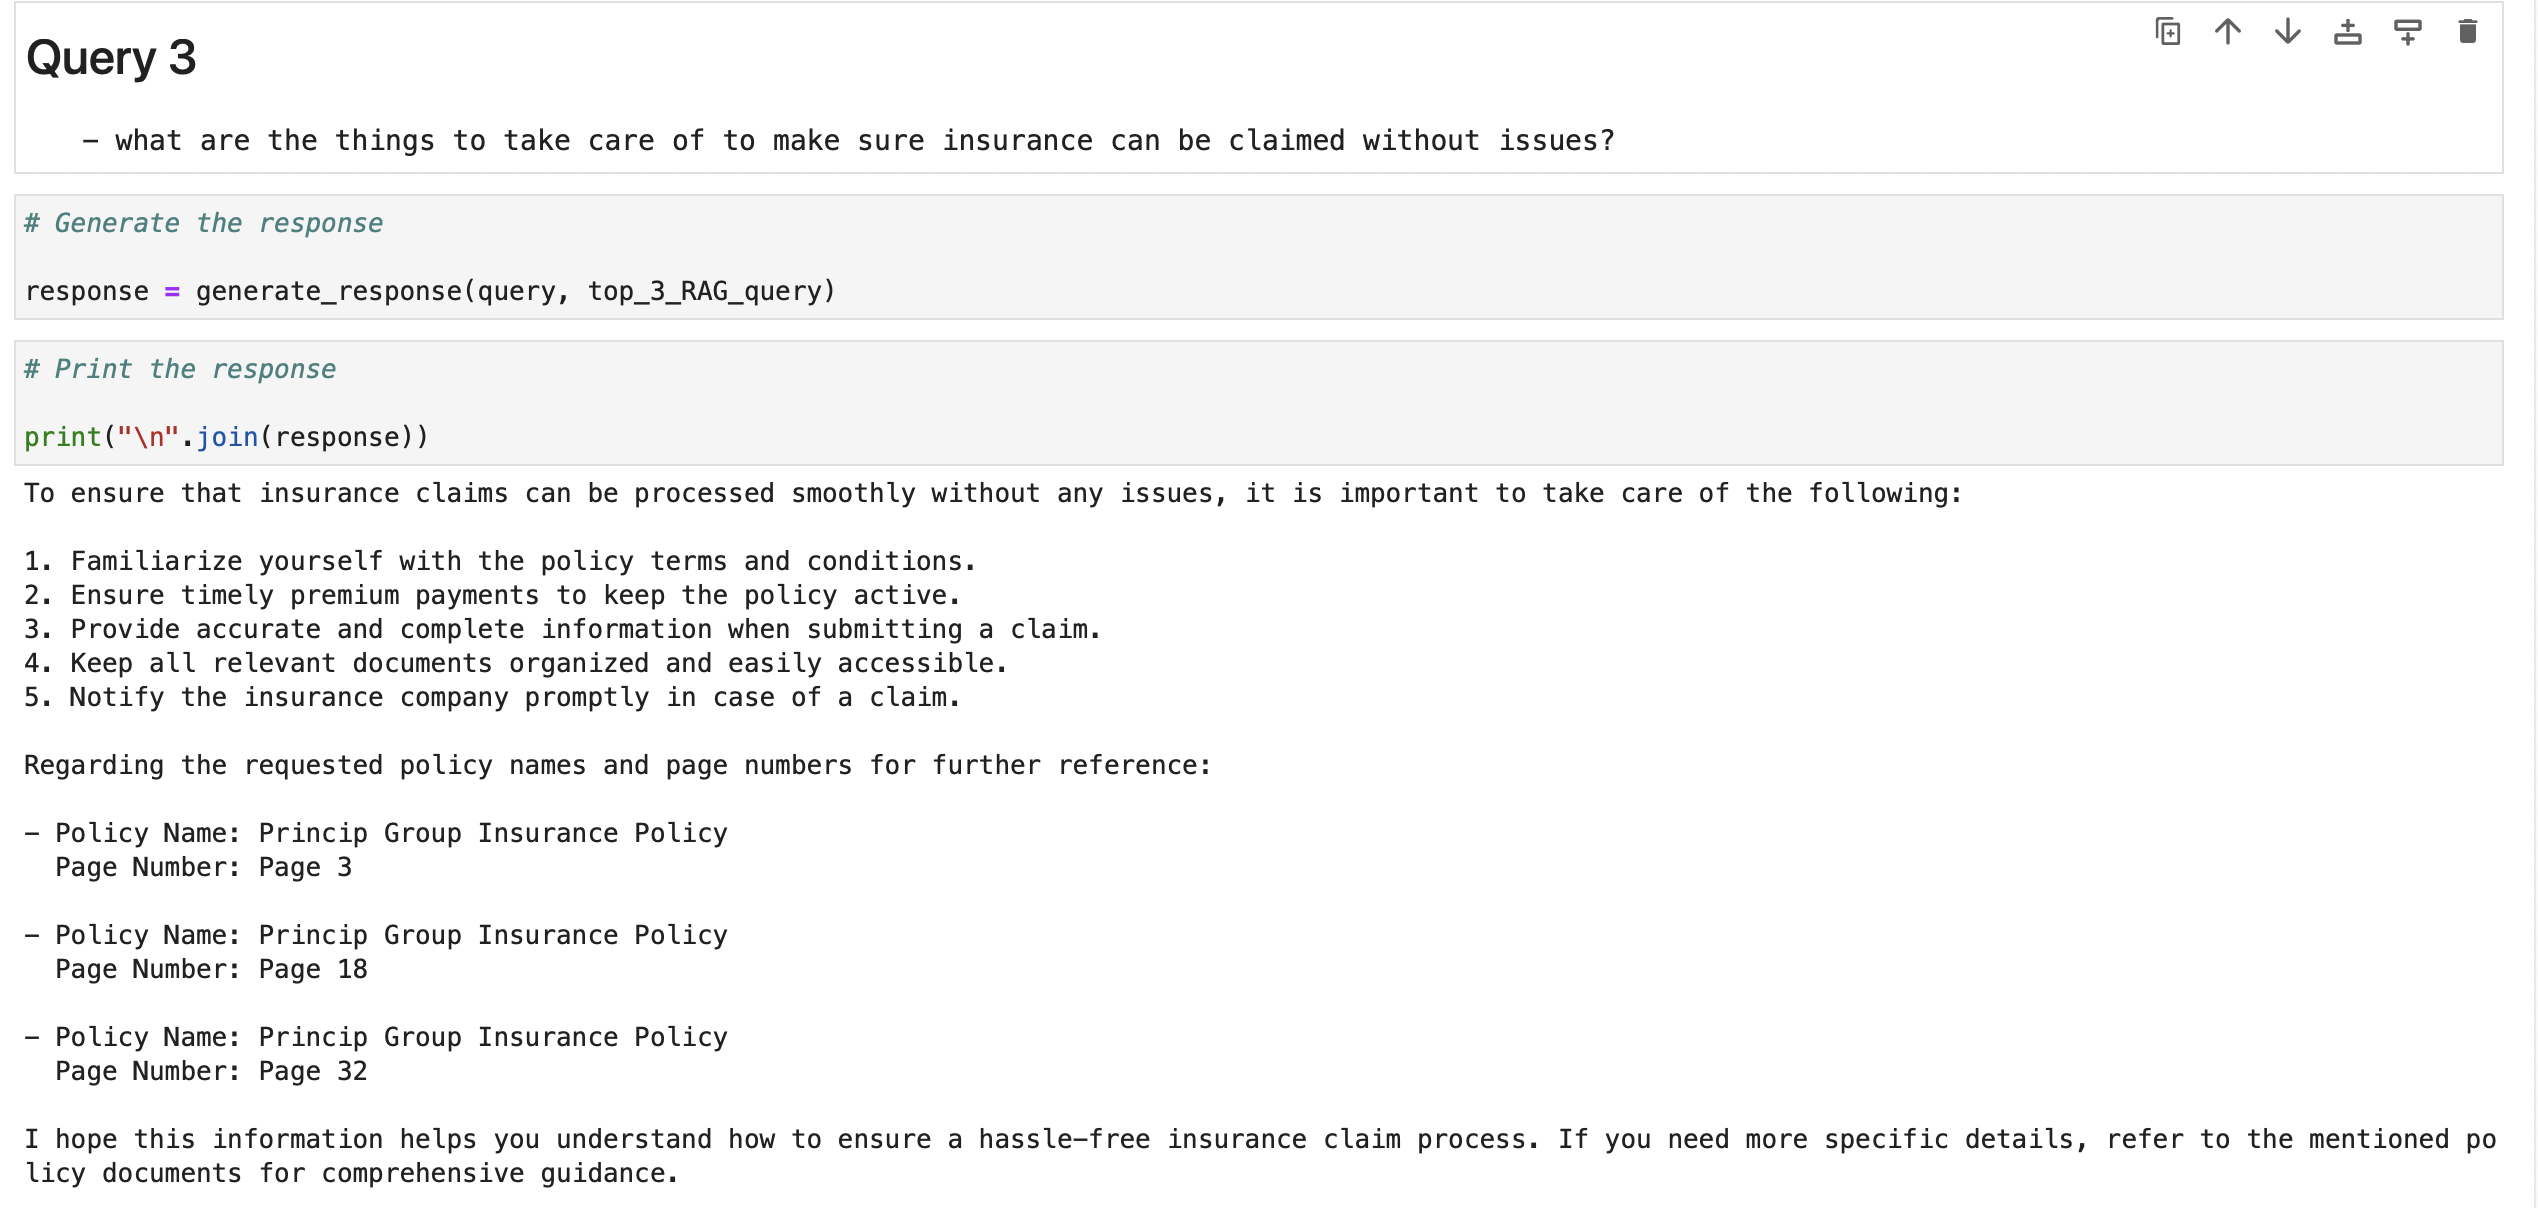 Query 3
– what are the things to take care of to make sure insurance can be claimed without issues?
# Generate the response
response = generate_response(query, top_3_RAG_query)
# Print the response
print("\n".join(response))
To ensure that insurance claims can be processed smoothly without any issues, it is important to take care of the following:
1. Familiarize yourself with the policy terms and conditions.
2. Ensure timely premium payments to keep the policy active.
3. Provide accurate and complete information when submitting a claim.
4. Keep all relevant documents organized and easily accessible.
5. Notify the insurance company promptly in case of a claim.
Regarding the requested policy names and page numbers for further reference:
– Policy Name: Princip Group Insurance Policy
Page Number: Page 3
– Policy Name: Princip Group Insurance Policy
Page Number: Page 18
– Policy Name: Princip Group Insurance Policy
Page Number: Page 32
I hope this information helps you understand how to ensure a hassle–free insurance claim process. If you need more specific details, refer to the mentioned po
licy documents for comprehensive guidance.